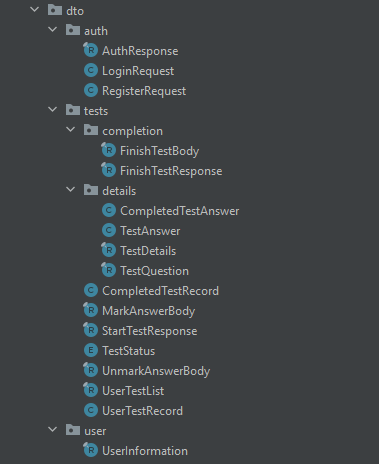 dto
auth
R AuthResponse
C LoginRequest
C RegisterRequest
tests
completion
R FinishTestBody
R FinishTestResponse
details
C CompletedTestAnswer
C TestAnswer
R TestDetails
R TestQuestion
C CompletedTestRecord
R MarkAnswerBody
R StartTestResponse
E TestStatus
R UnmarkAnswerBody
R UserTestList
C UserTestRecord
user
R UserInformation